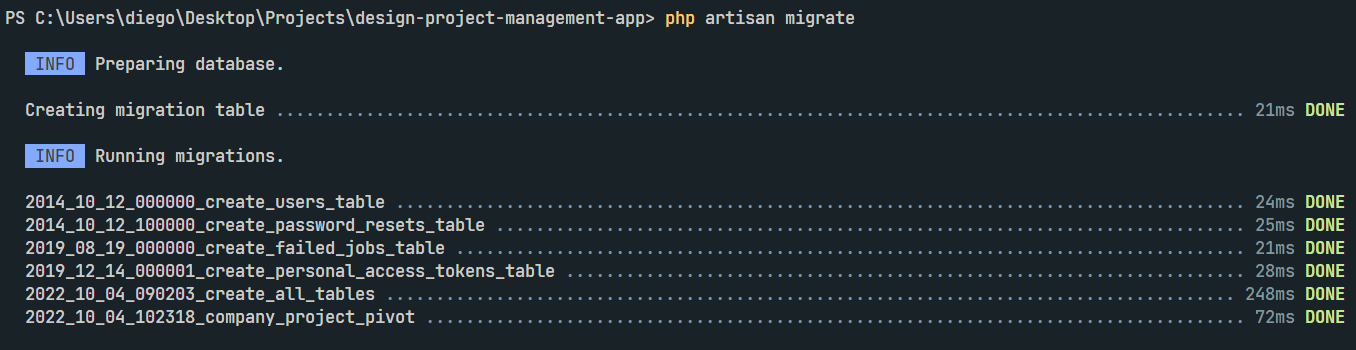 PS C:\Users\diego\Desktop\Projects\design-project-management-app> php artisan migrate
INFO Preparing database.
Creating migration table ................................................................................................. 21ms DONE
INFO Running migrations.
2014_10_12_000000_create_users_table ..................................................................................... 24ms DONE
2014_10_12_100000_create_password_resets_table ........................................................................... 25ms DONE
2019_08_19_000000_create_failed_jobs_table ............................................................................... 21ms DONE
2019_12_14_000001_create_personal_access_tokens_table .................................................................... 28ms DONE
2022_10_04_090203_create_all_tables ..................................................................................... 248ms DONE
2022_10_04_102318_company_project_pivot .................................................................................. 72ms DONE